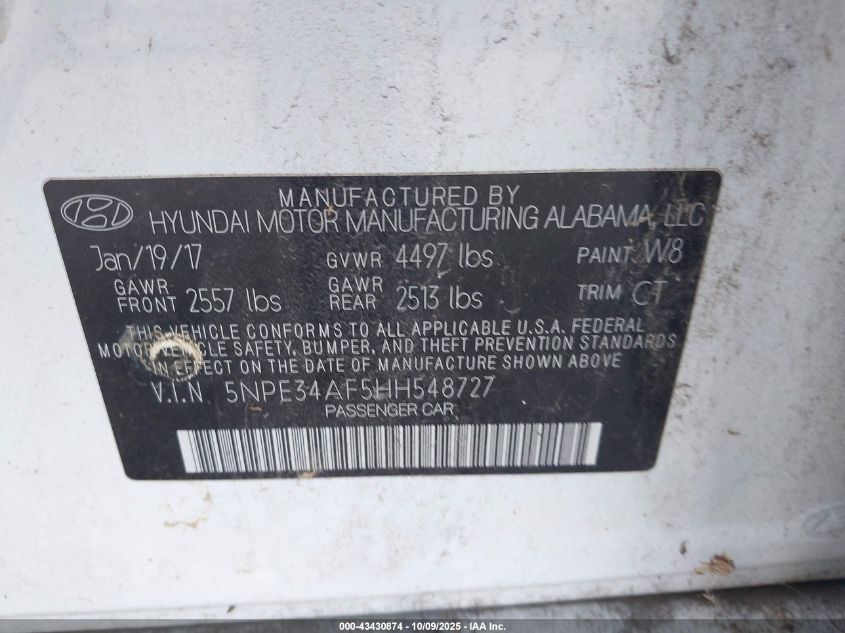 MANUFACTURED BY
HYUNDAI MOTOR MANUFACTURING ALABAMA, LLC
Jan/19/17 GVWR 4497 lbs PAINT W8
GAWR FRONT 2557 lbs GAWR REAR 2513 lbs TRIM CT
THIS VEHICLE CONFORMS TO ALL APPLICABLE U.S.A. FEDERAL
MOTOR VEHICLE SAFETY, BUMPER, AND THEFT PREVENTION STANDARDS
IN EFFECT ON THE DATE OF MANUFACTURE SHOWN ABOVE
V.I.N. 5NPE34AF5HH548727
PASSENGER CAR
000-43430874 | 10/09/2025 | IAA Inc.